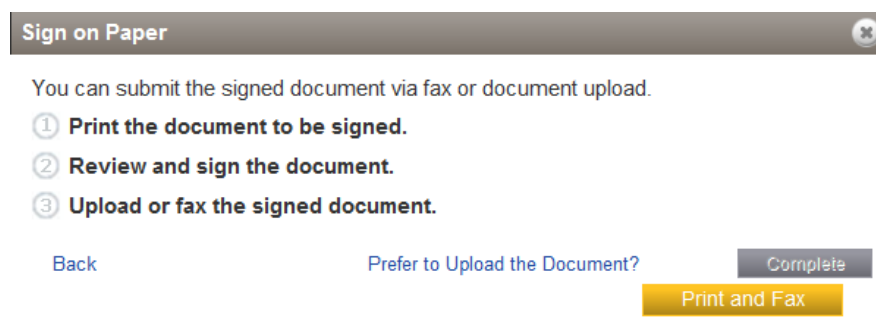 Sign on Paper
You can submit the signed document via fax or document upload.
1 Print the document to be signed.
2 Review and sign the document.
3 Upload or fax the signed document.
Back Prefer to Upload the Document? Complete
Print and Fax